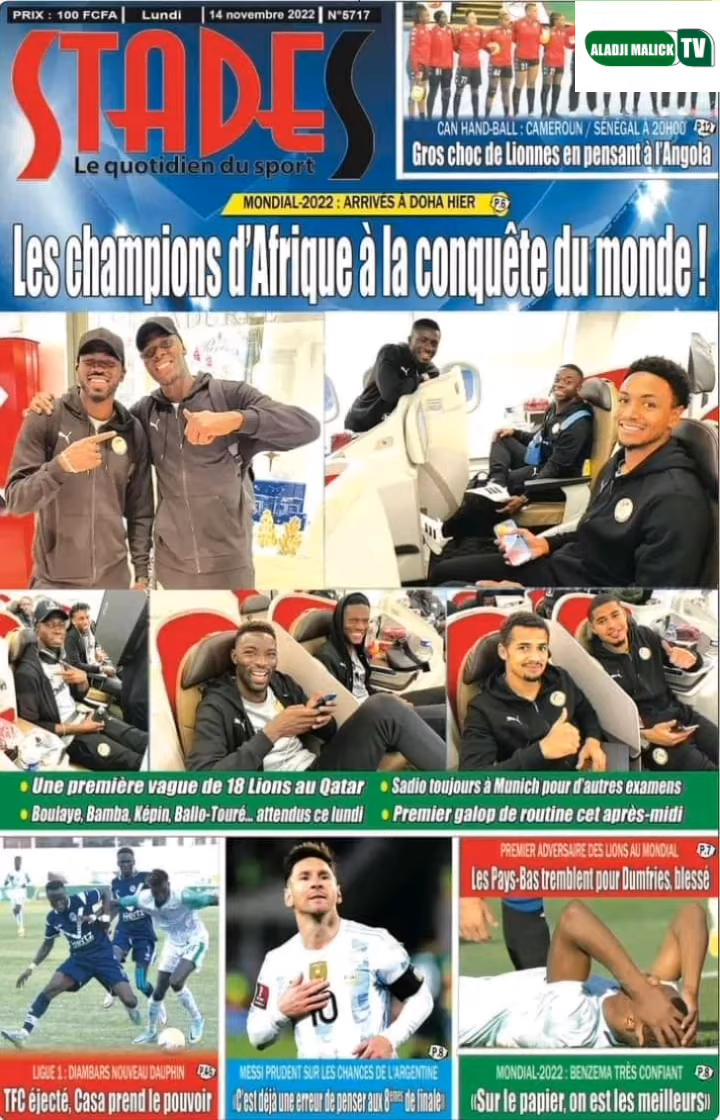 PRIX : 100 FCFA
Lundi
14 novembre 2022
N°5717
STADES
Le quotidien du sport
ALADJI MALICK TV
CAN HAND-BALL : CAMEROUN / SÉNÉGAL À 20H00 P.12
Gros choc de Lionnes en pensant à l'Angola
MONDIAL-2022 : ARRIVÉS À DOHA HIER P.6
Les champions d'Afrique à la conquête du monde !
Une première vague de 18 Lions au Qatar
Boulaye, Bamba, Képin, Ballo-Touré... attendus ce lundi
Sadio toujours à Munich pour d'autres examens
Premier galop de routine cet après-midi
LIGUE 1 : DIAMBARS NOUVEAU DAUPHIN
TFC éjecté, Casa prend le pouvoir
10
P.8
MESSI PRUDENT SUR LES CHANCES DE L'ARGENTINE
«C'est déjà une erreur de penser aux 8èmes de finale»
PREMIER ADVERSAIRE DES LIONS AU MONDIAL P.7
Les Pays-Bas tremblent pour Dumfries, blessé
MONDIAL-2022 : BENZEMA TRÈS CONFIANT P.8
«Sur le papier, on est les meilleurs»